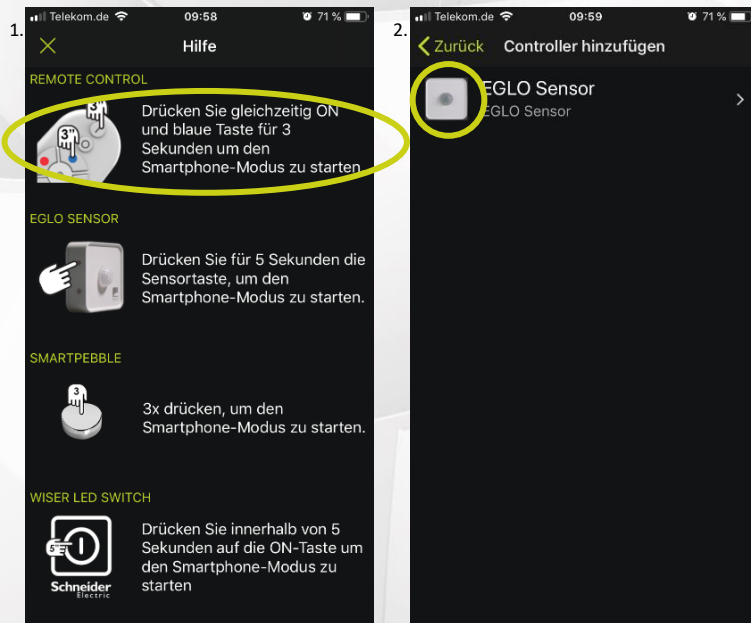 1.
Telekom.de 09:58 71 %
Hilfe
REMOTE CONTROL
3" 3"
Drücken Sie gleichzeitig ON
und blaue Taste für 3
Sekunden um den
Smartphone-Modus zu starten
EGLO SENSOR
Drücken Sie für 5 Sekunden die
Sensortaste, um den
Smartphone-Modus zu starten.
SMARTPEBBLE
3
3x drücken, um den
Smartphone-Modus zu starten.
WISER LED SWITCH
5"
Schneider
Electric
Drücken Sie innerhalb von 5
Sekunden auf die ON-Taste um
den Smartphone-Modus zu
starten
2.
Telekom.de 09:59 71 %
Zurück Controller hinzufügen
EGLO Sensor
EGLO Sensor